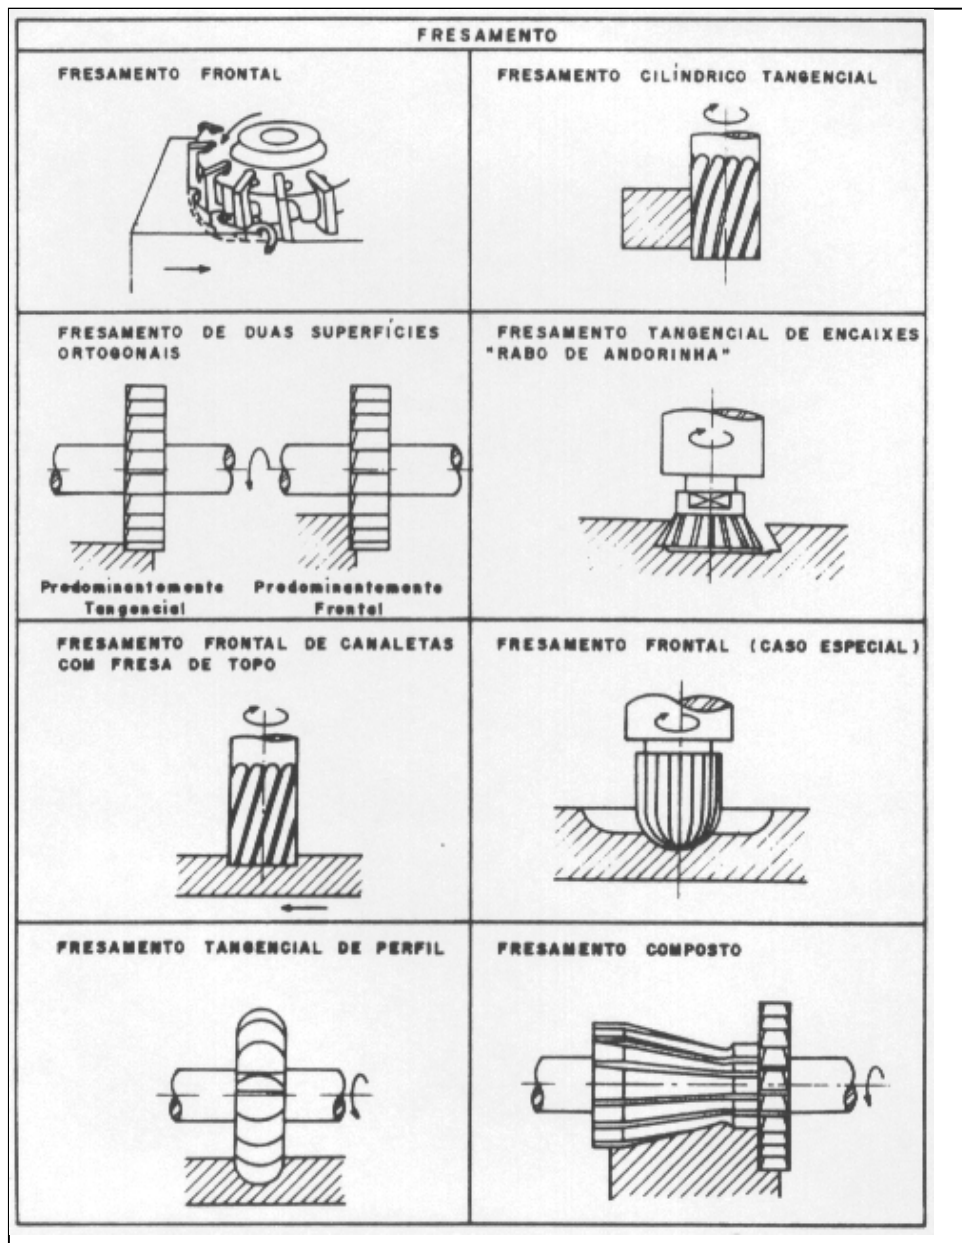 FRESAMENTO
FRESAMENTO FRONTAL
FRESAMENTO CILÍNDRICO TANGENCIAL
FRESAMENTO DE DUAS SUPERFÍCIES
ORTOGONAIS
Predominantemente
Tangencial
Predominantemente
Frontal
FRESAMENTO TANGENCIAL DE ENCAIXES
"RABO DE ANDORINHA"
FRESAMENTO FRONTAL DE CANALETAS
COM FRESA DE TOPO
FRESAMENTO FRONTAL (CASO ESPECIAL)
FRESAMENTO TANGENCIAL DE PERFIL
FRESAMENTO COMPOSTO